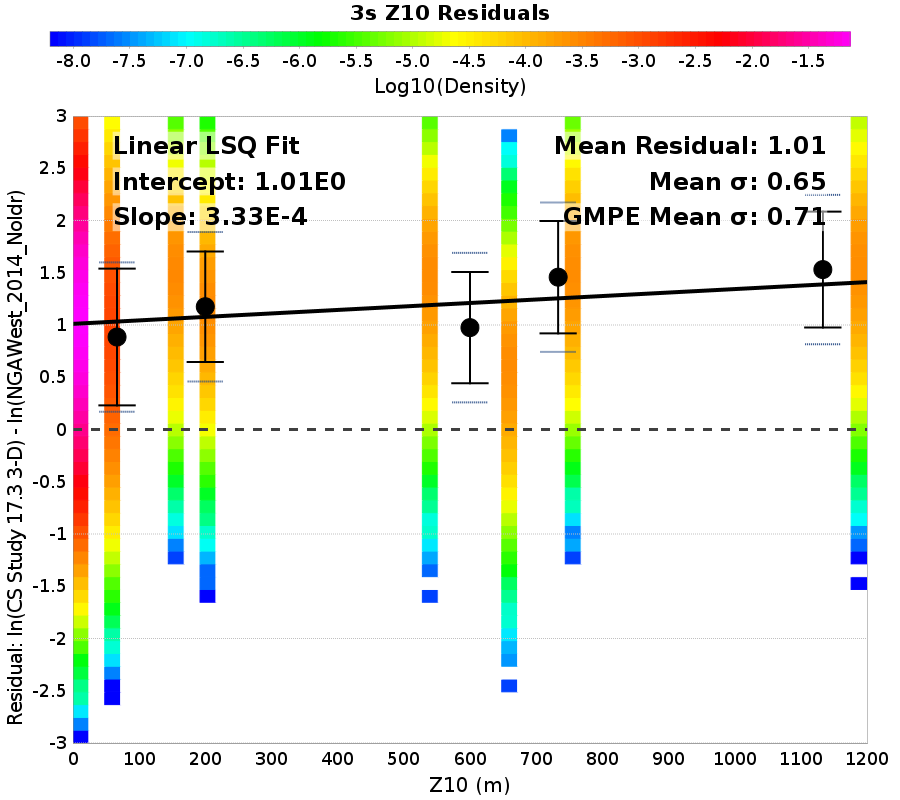 3s Z10 Residuals
-8.0 -7.5 -7.0 -6.5 -6.0 -5.5 -5.0 -4.5 -4.0 -3.5 -3.0 -2.5 -2.0 -1.5
Log10(Density)
Linear LSQ Fit
Intercept: 1.01E0
Slope: 3.33E-4
Mean Residual: 1.01
Mean σ: 0.65
GMPE Mean σ: 0.71
Residual: ln(CS Study 17.3 3-D) - ln(NGAWest_2014_NoIdr)
3
2.5
2
1.5
1
0.5
0
-0.5
-1
-1.5
-2
-2.5
-3
0 100 200 300 400 500 600 700 800 900 1000 1100 1200
Z10 (m)